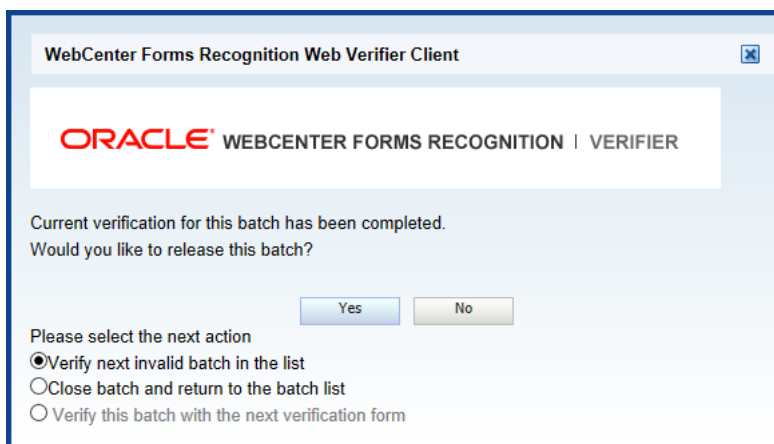 WebCenter Forms Recognition Web Verifier Client
ORACLE® WEBCENTER FORMS RECOGNITION | VERIFIER
Current verification for this batch has been completed.
Would you like to release this batch?
Yes No
Please select the next action
Verify next invalid batch in the list
Close batch and return to the batch list
Verify this batch with the next verification form